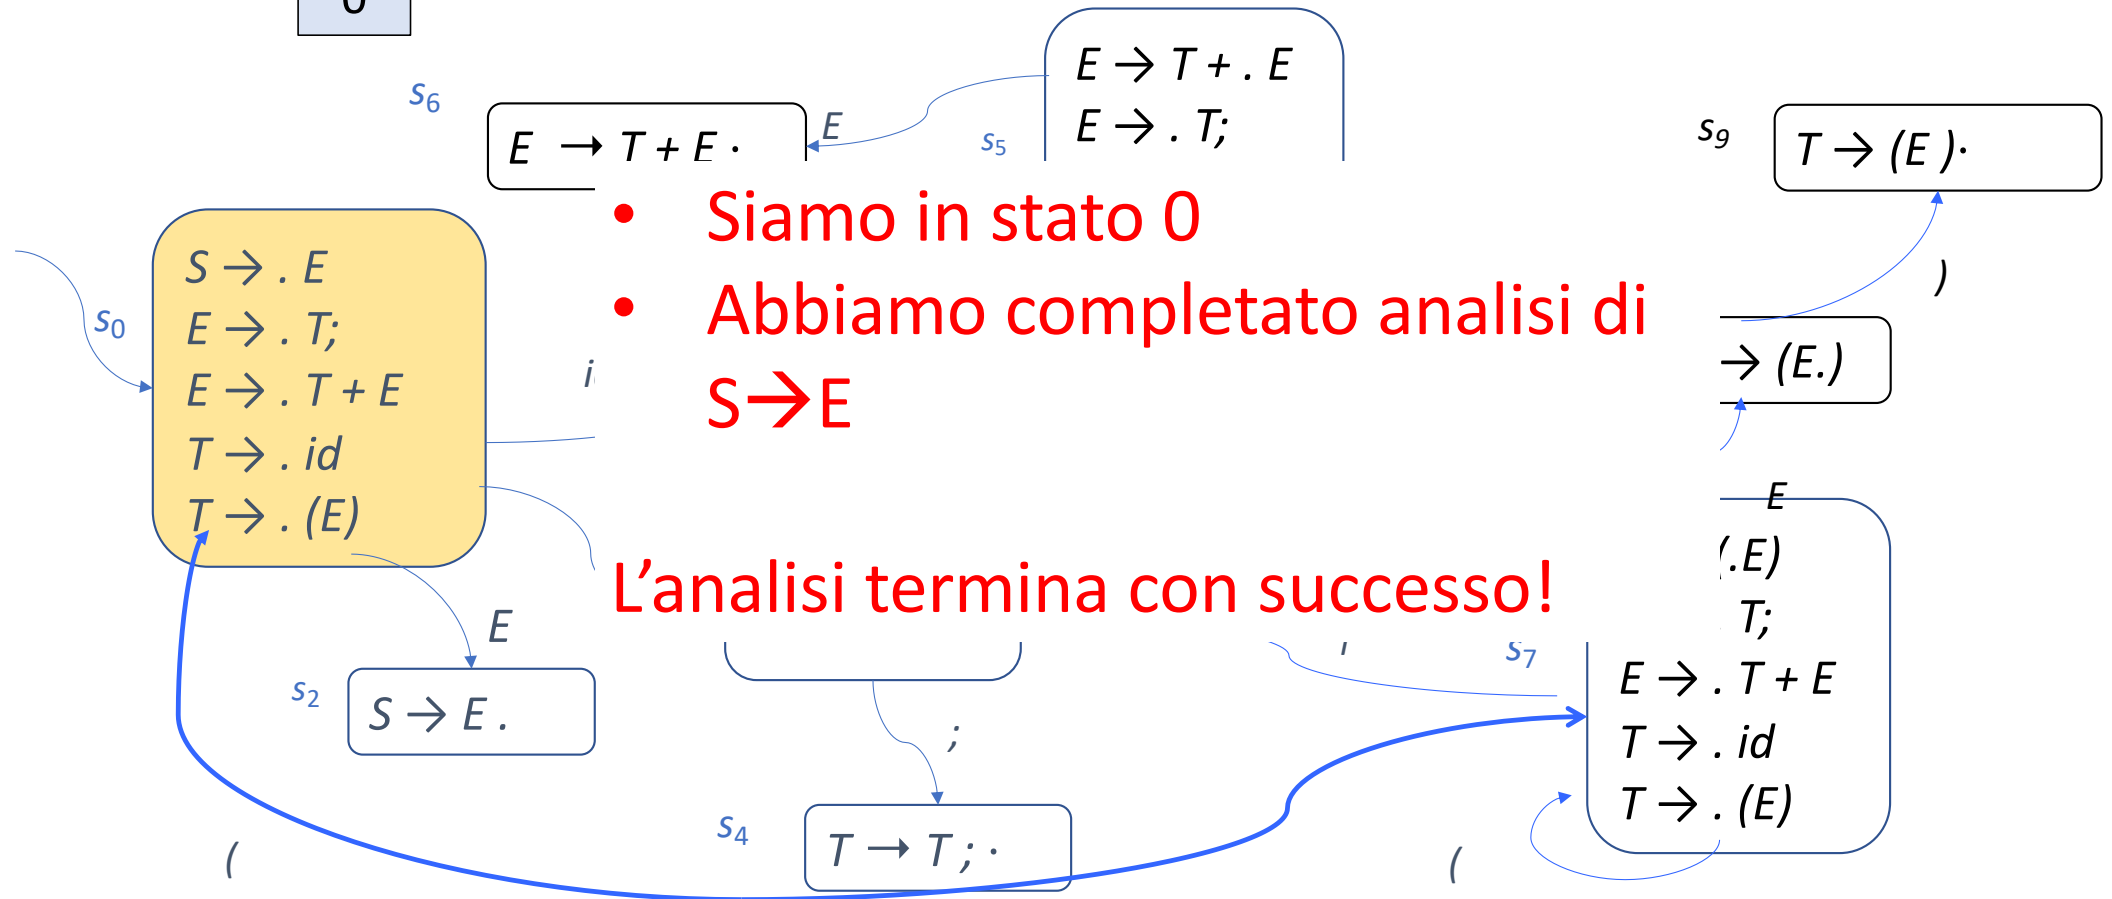 0
s6
E → T + E ·
E
E → T + . E
E → . T;
s5
s9
T → (E )·
)
s0
S → . E
E → . T;
E → . T + E
T → . id
T → . (E)
• Siamo in stato 0
• Abbiamo completato analisi di
S→E
L’analisi termina con successo!
→ (E.)
E
(.E)
T;
E → . T + E
T → . id
T → . (E)
s7
E
s2
S → E .
;
s4
T → T ; ·
(
(